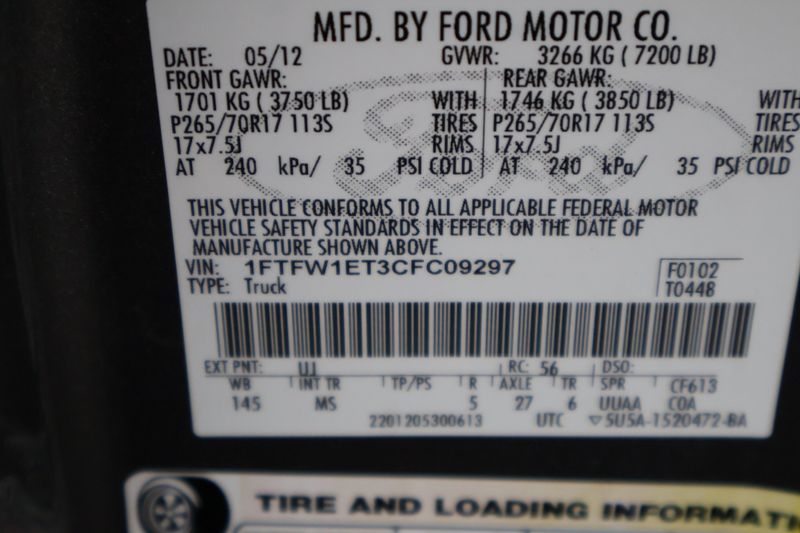 MFD. BY FORD MOTOR CO.
DATE: 05/12 GVWR: 3266 KG ( 7200 LB)
FRONT GAWR: REAR GAWR:
1701 KG ( 3750 LB) WITH 1746 KG ( 3850 LB) WITH
P265/70R17 113S TIRES P265/70R17 113S TIRES
17x7.5J RIMS 17x7.5J RIMS
AT 240 kPa/ 35 PSI COLD AT 240 kPa/ 35 PSI COLD
Ford
THIS VEHICLE CONFORMS TO ALL APPLICABLE FEDERAL MOTOR
VEHICLE SAFETY STANDARDS IN EFFECT ON THE DATE OF
MANUFACTURE SHOWN ABOVE.
VIN: 1FTFW1ET3CFC09297 F0102
TYPE: Truck T0448
EXT PNT: UJ RC: 56 DSO:
WB INT TR TP/PS R AXLE TR SPR CF613
145 MS 5 27 6 UUAA COA
2201205300613 UTC ▽5U5A-1520472-BA
TIRE AND LOADING INFORMATI